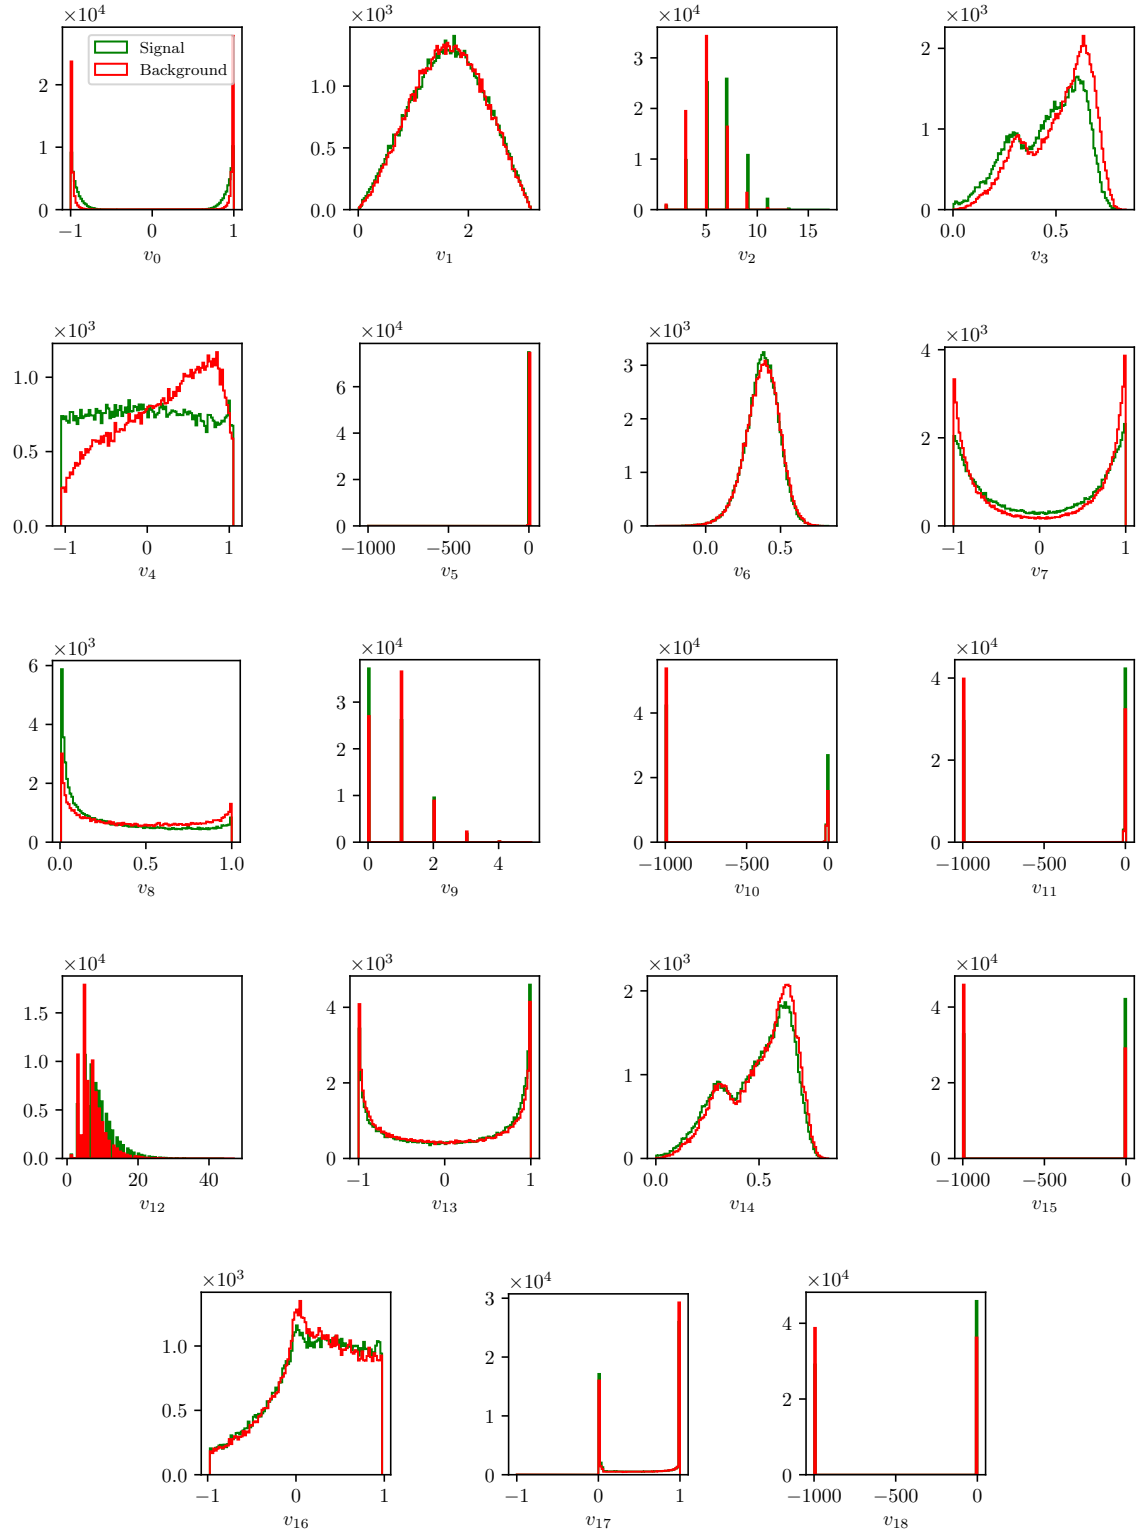 ×10⁴
2
1
0
−1 0 1
v₀
Signal
Background
×10³
1.0
0.5
0.0
0 2
v₁
×10⁴
4
3
2
1
0
5 10 15
v₂
×10³
2
1
0
0.0 0.5
v₃
×10³
1.0
0.5
0.0
−1 0 1
v₄
×10⁴
6
4
2
0
−1000 −500 0
v₅
×10³
3
2
1
0
0.0 0.5
v₆
×10³
4
2
0
−1 0 1
v₇
×10³
6
4
2
0
0.0 0.5 1.0
v₈
×10⁴
3
2
1
0
0 2 4
v₉
×10⁴
4
2
0
−1000 −500 0
v₁₀
×10⁴
4
2
0
−1000 −500 0
v₁₁
×10⁴
1.5
1.0
0.5
0.0
0 20 40
v₁₂
×10³
4
2
0
−1 0 1
v₁₃
×10³
2
1
0
0.0 0.5
v₁₄
×10⁴
4
2
0
−1000 −500 0
v₁₅
×10³
1.0
0.5
0.0
−1 0 1
v₁₆
×10⁴
3
2
1
0
−1 0 1
v₁₇
×10⁴
4
2
0
−1000 −500 0
v₁₈